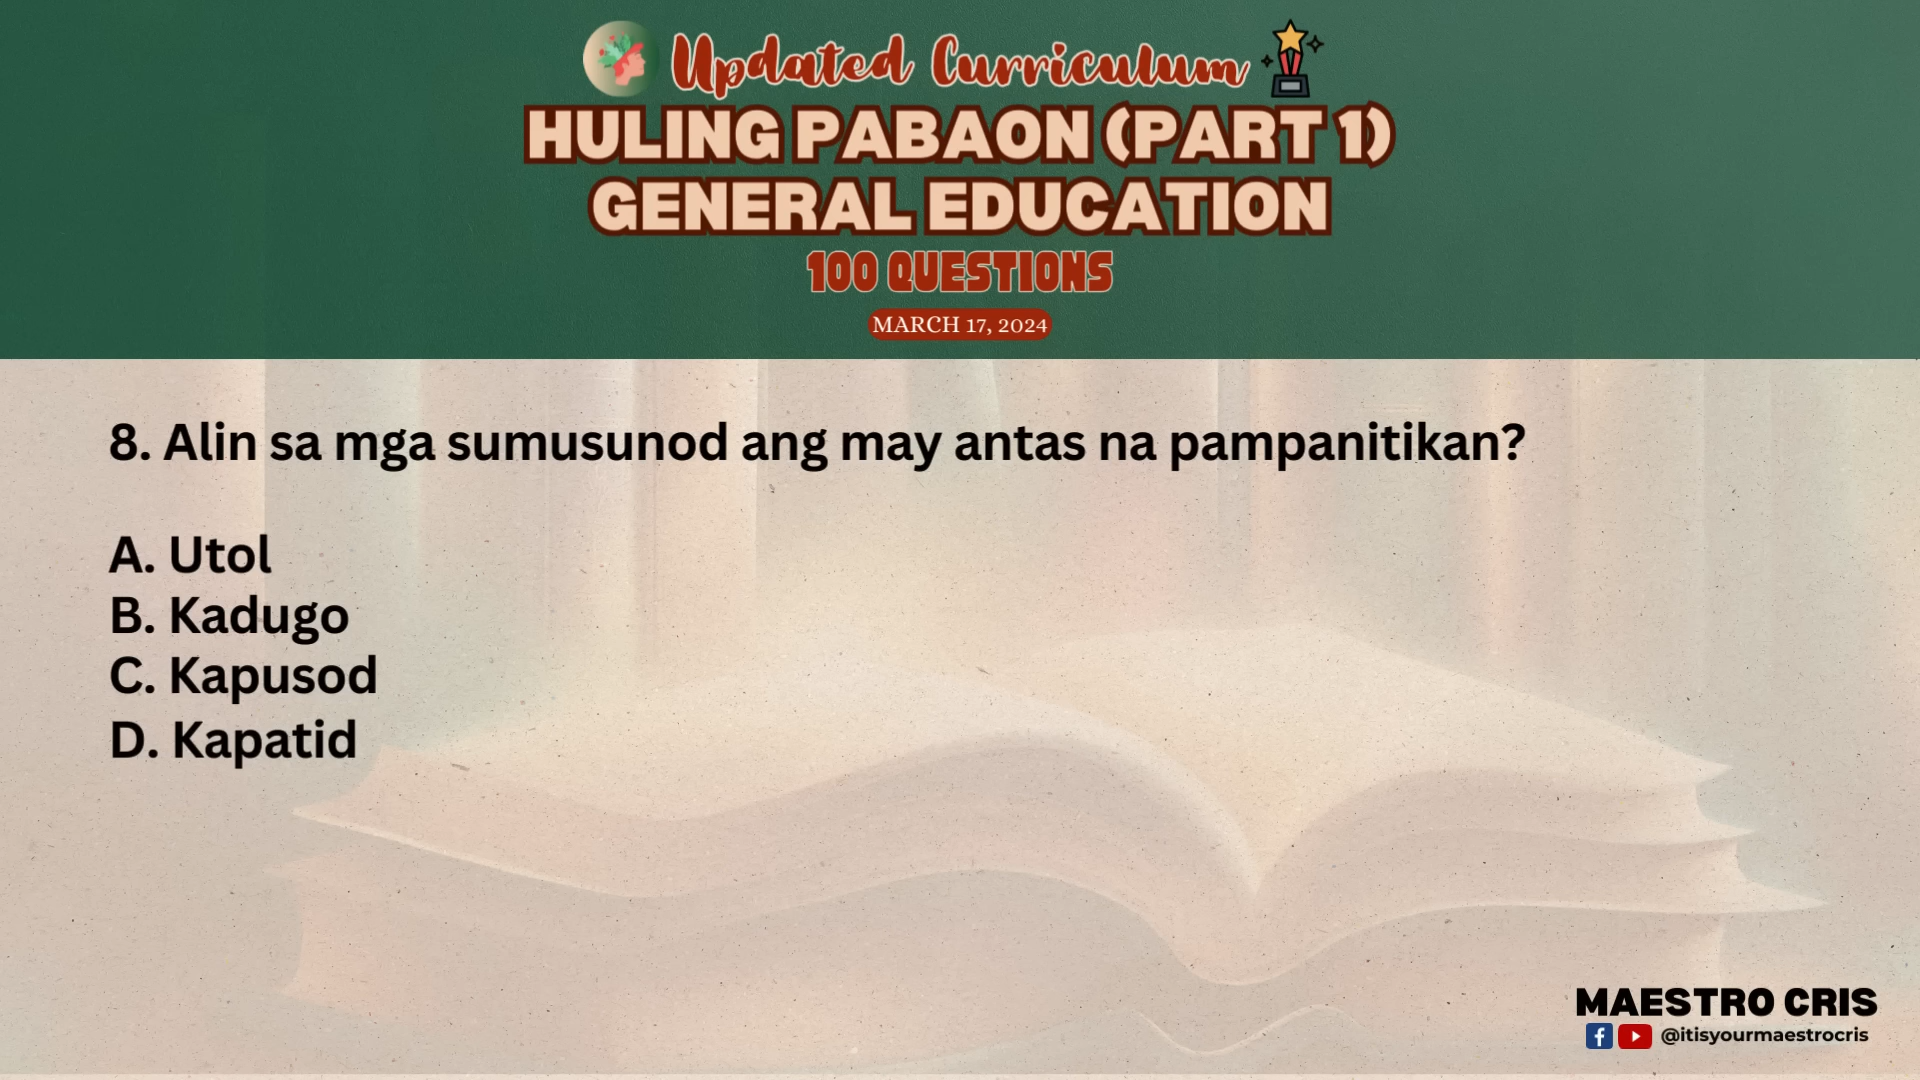 Updated Curriculum
HULING PABAON (PART 1)
GENERAL EDUCATION
100 QUESTIONS
MARCH 17, 2024
8. Alin sa mga sumusunod ang may antas na pampanitikan?
A. Utol
B. Kadugo
C. Kapusod
D. Kapatid
MAESTRO CRIS
@itisyourmaestrocris